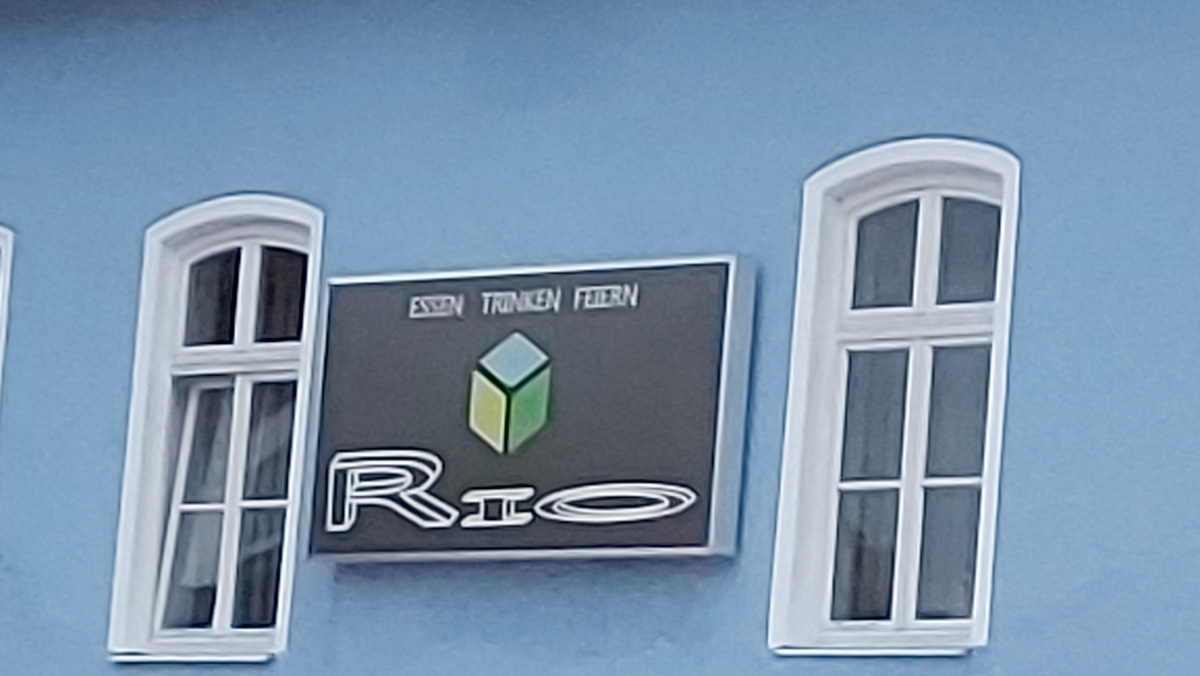 ESSEN TRINKEN FEIERN
RIO